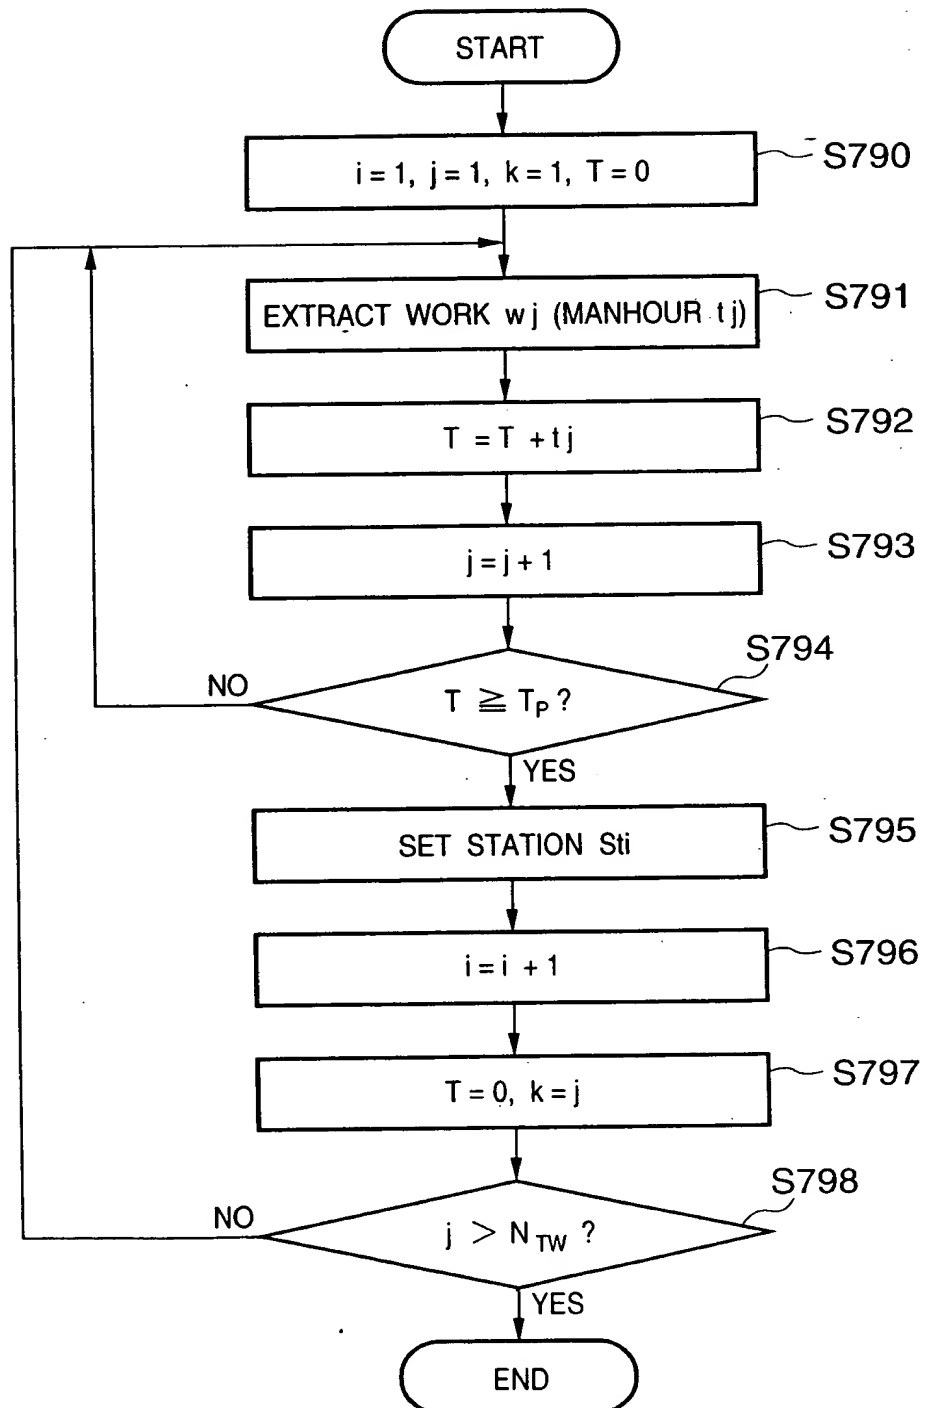 START
i = 1, j = 1, k = 1, T = 0
S790
EXTRACT WORK wj (MANHOUR tj)
S791
T = T + tj
S792
j = j + 1
S793
S794
T ≧ TP ?
NO
YES
SET STATION Sti
S795
i = i + 1
S796
T = 0, k = j
S797
S798
j > NTW ?
NO
YES
END